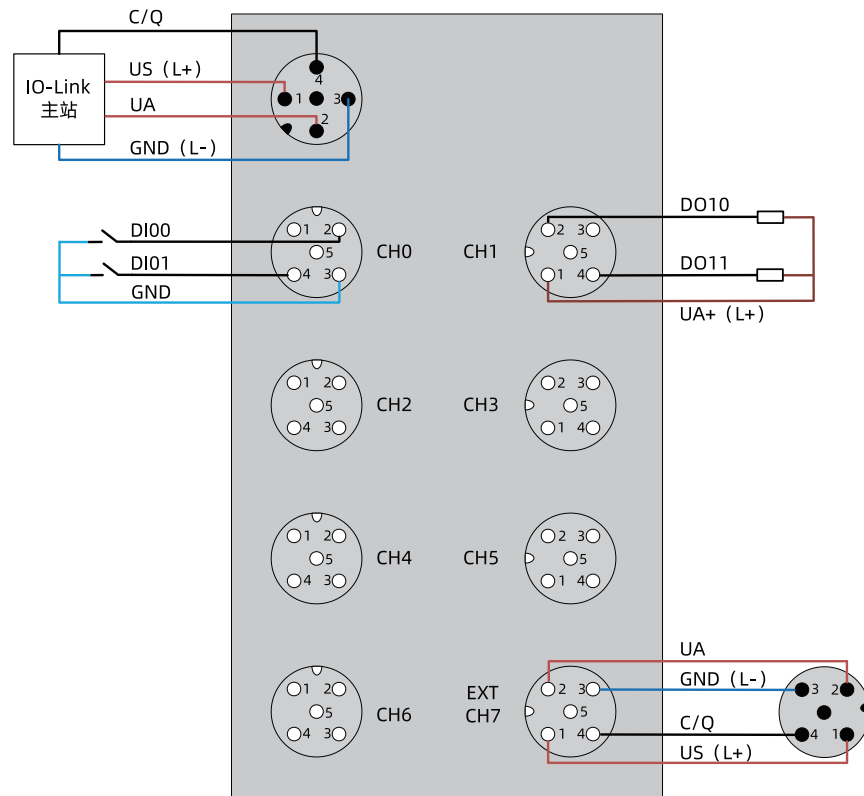 C/Q
US (L+)
UA
GND (L-)
IO-Link
主站
4
1
3
2
DI00
DI01
GND
1 2
5
4 3
CH0
CH1
2 3
5
1 4
DO10
DO11
UA+ (L+)
1 2
5
4 3
CH2
CH3
2 3
5
1 4
1 2
5
4 3
CH4
CH5
2 3
5
1 4
1 2
5
4 3
CH6
EXT
CH7
2 3
5
1 4
UA
GND (L-)
C/Q
US (L+)
3 2
4 1